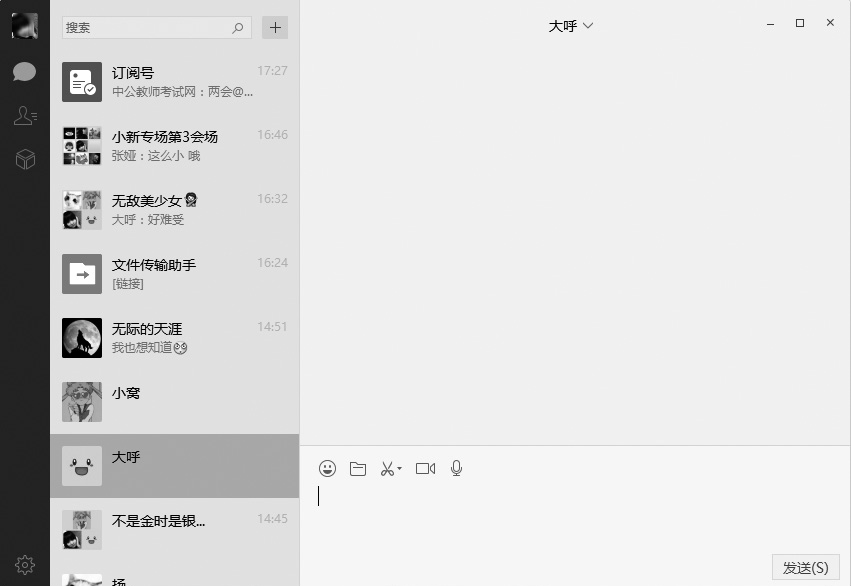 搜索
大呼
订阅号 17:27
中公教师考试网：两会@...
小新专场第3会场 16:46
张娅：这么小 哦
无敌美少女 16:32
大呼：好难受
文件传输助手 16:24
[链接]
无际的天涯 14:51
我也想知道
小窝
大呼
不是金时是银... 14:45
发送(S)